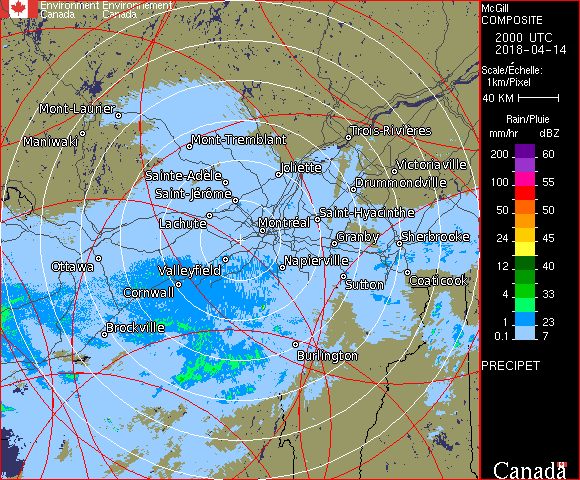 Environment Environnement
Canada Canada
McGill
COMPOSITE
2000 UTC
2018-04-14
Scale/Échelle:
1km/Pixel
40 KM
Rain/Pluie
mm/hr dBZ
200 60
100 55
50 50
24 45
12 40
4 33
1 23
0.1 7
PRECIPET
Canada
Mont-Laurier
Maniwaki
Mont-Tremblant
Trois-Rivières
Sainte-Adèle
Joliette
Victoriaville
Saint-Jérôme
Drummondville
Lachute
Montréal
Saint-Hyacinthe
Granby
Sherbrooke
Ottawa
Valleyfield
Napierville
Cornwall
Sutton
Coaticook
Brockville
Burlington